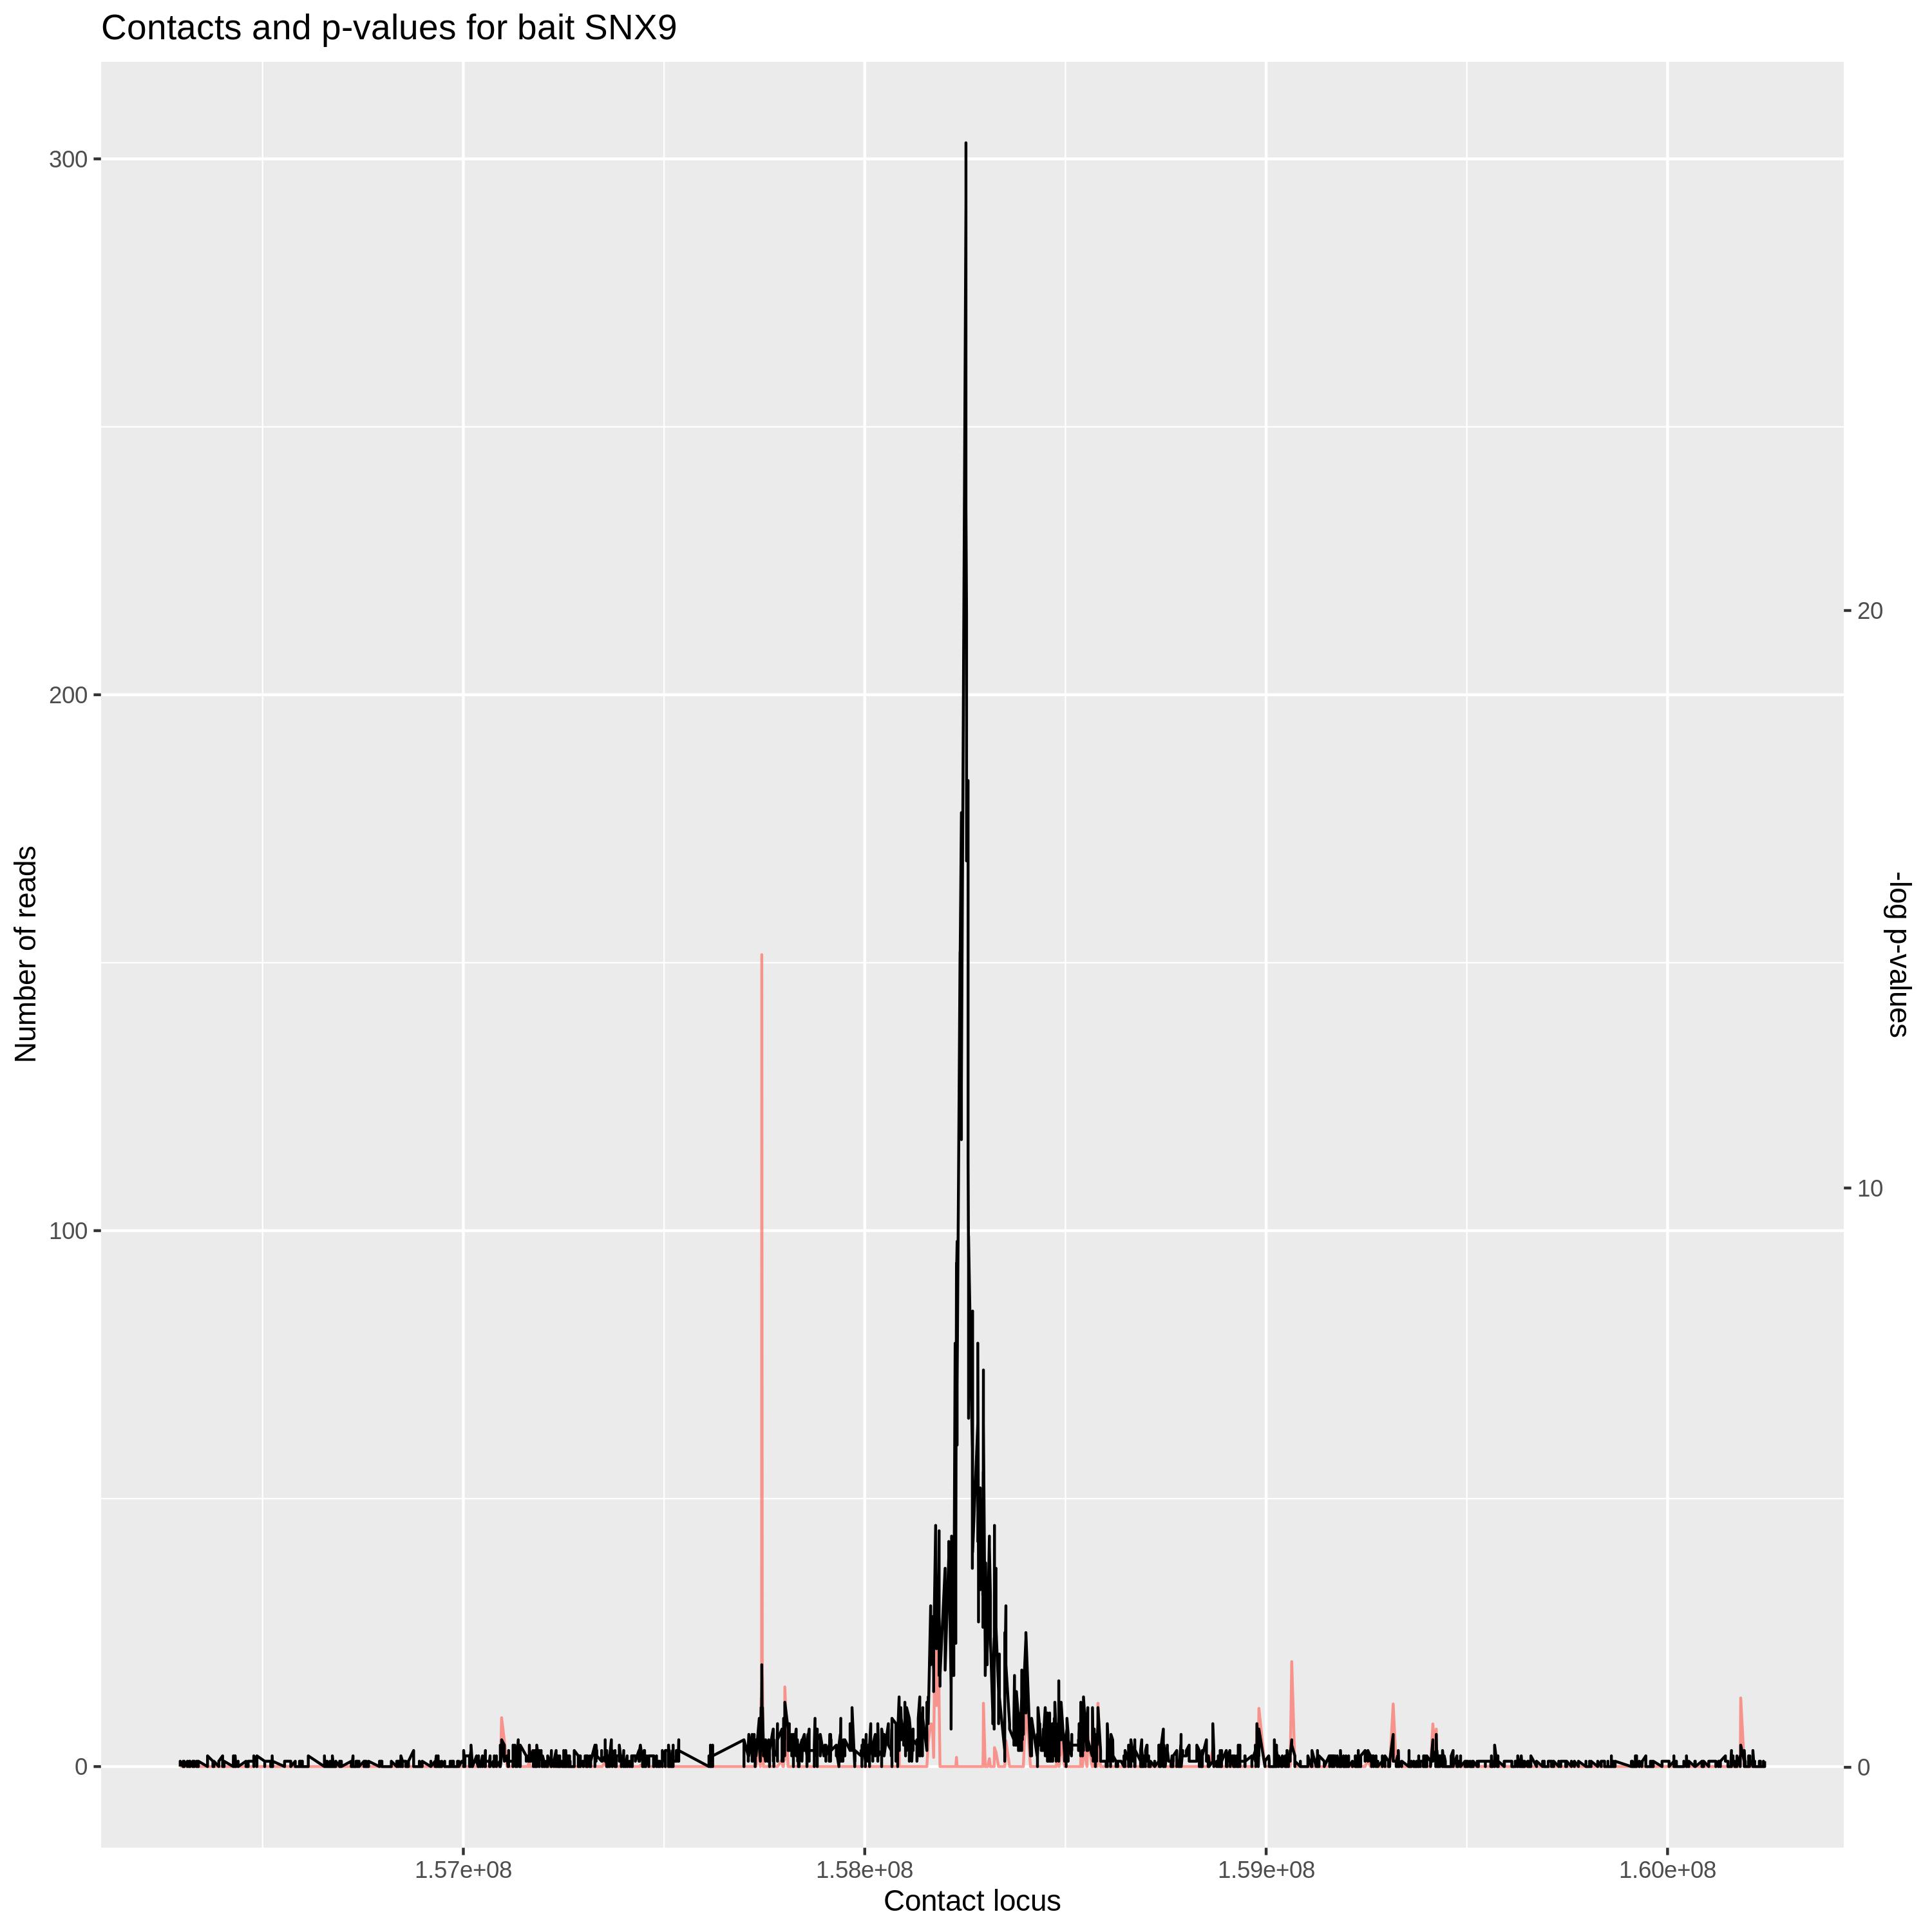 Contacts and p-values for bait SNX9
300
200
100
0
Number of reads
20
10
0
-log p-values
1.57e+08
1.58e+08
1.59e+08
1.60e+08
Contact locus